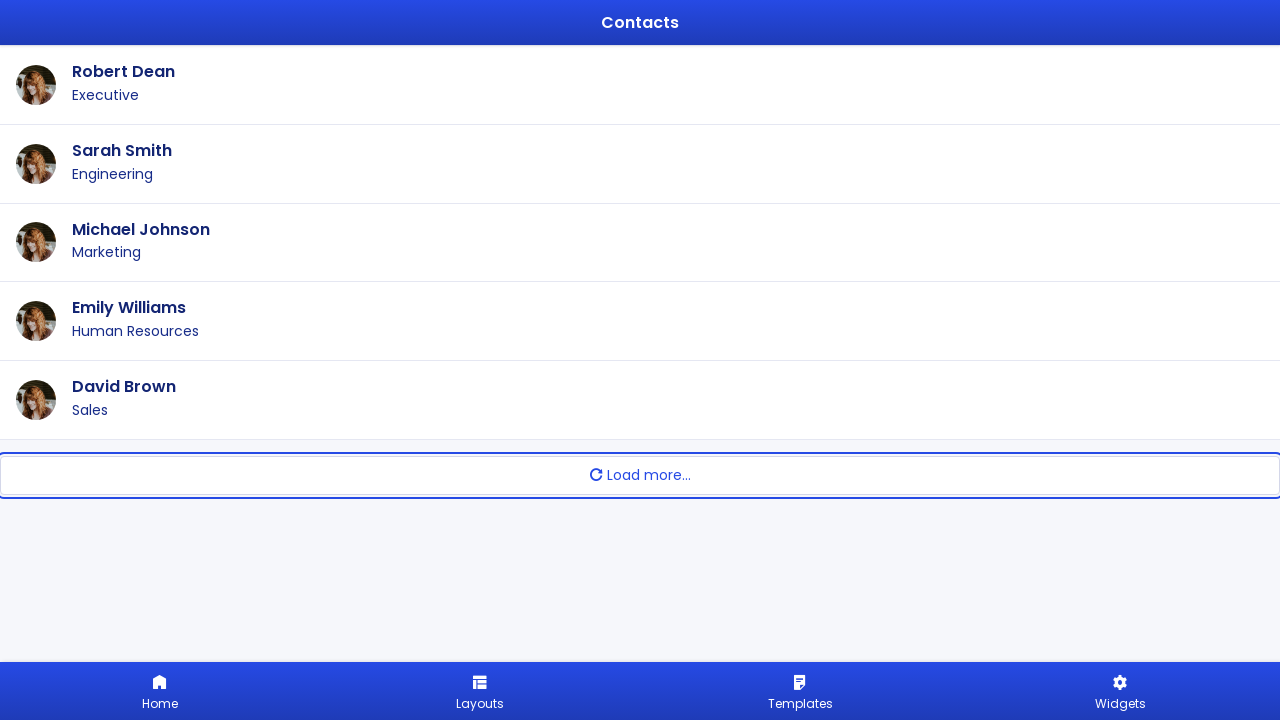 Contacts
Robert Dean
Executive
Sarah Smith
Engineering
Michael Johnson
Marketing
Emily Williams
Human Resources
David Brown
Sales
Load more...
Home
Layouts
Templates
Widgets